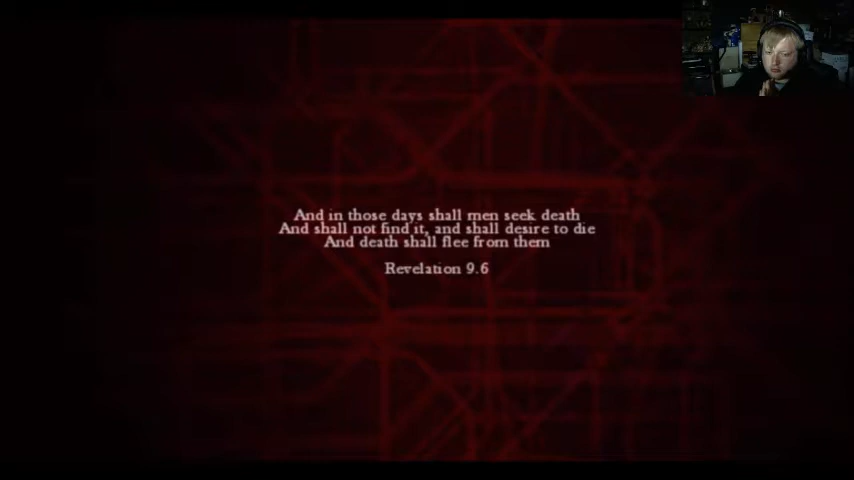 And in those days shall men seek death
And shall not find it, and shall desire to die
And death shall flee from them
Revelation 9.6